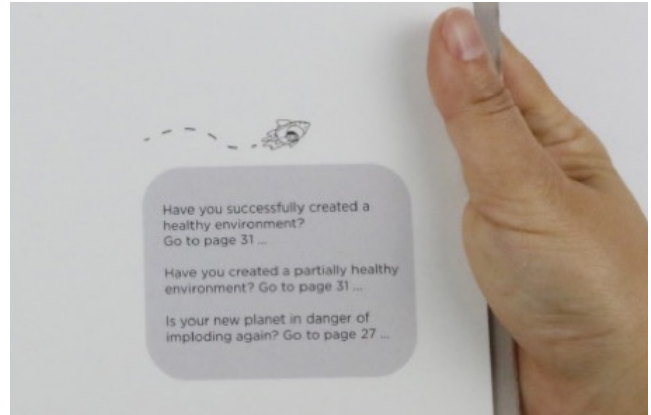 Have you successfully created a
healthy environment?
Go to page 31 ...
Have you created a partially healthy
environment? Go to page 31 ...
Is your new planet in danger of
imploding again? Go to page 27 ...